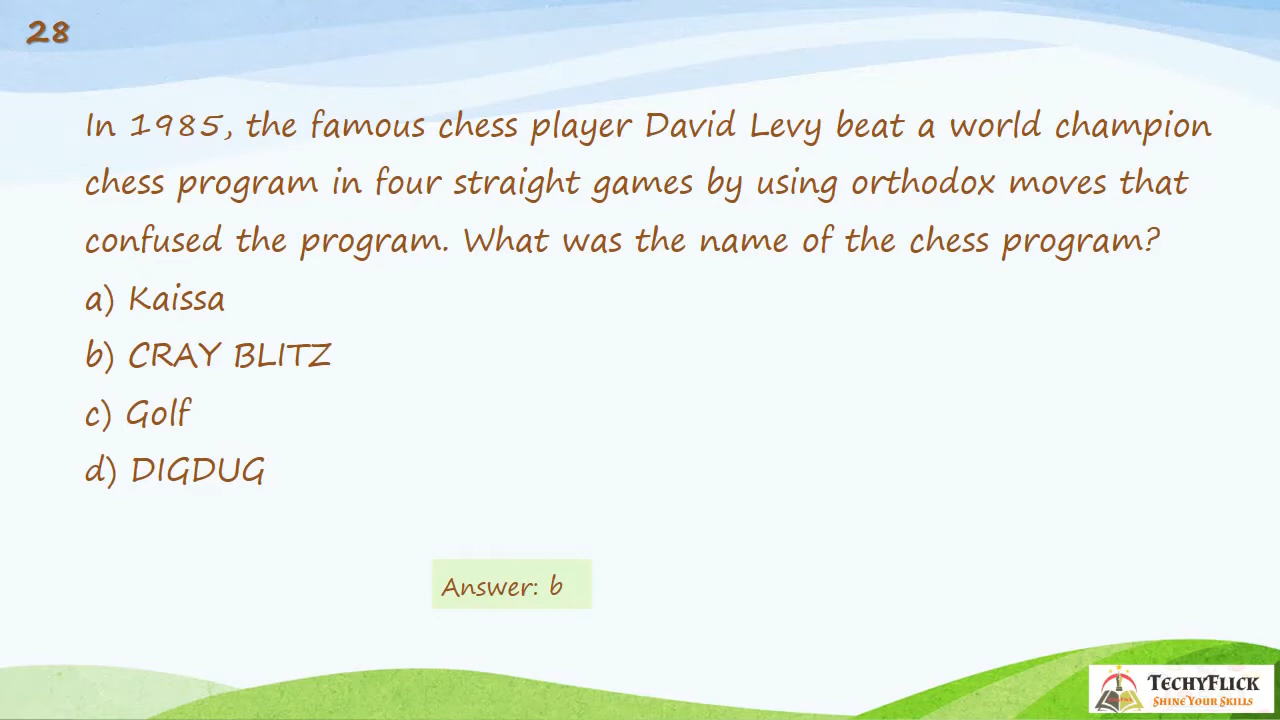 28
In 1985, the famous chess player David Levy beat a world champion
chess program in four straight games by using orthodox moves that
confused the program. What was the name of the chess program?
a) Kaissa
b) CRAY BLITZ
c) Golf
d) DIGDUG
Answer: b
TECHYFLICK
SHINE YOUR SKILLS